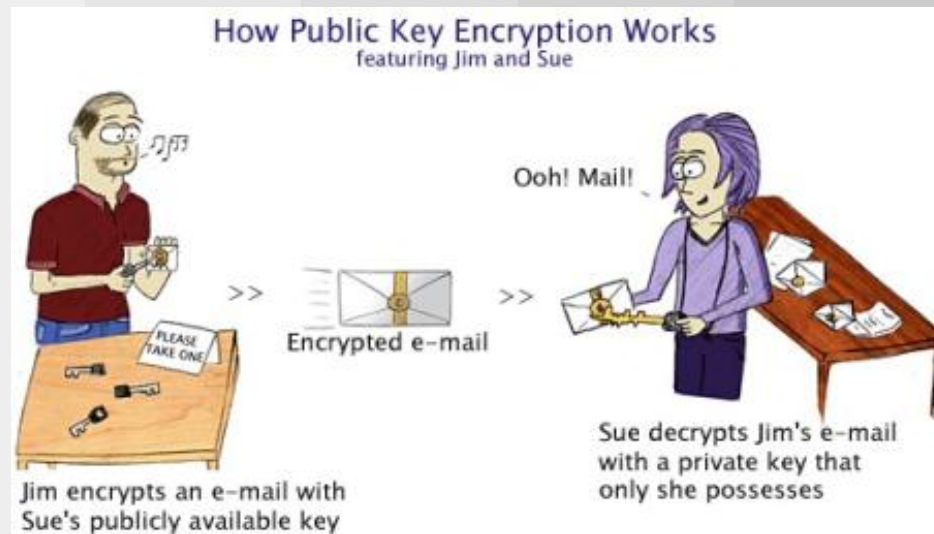 How Public Key Encryption Works
featuring Jim and Sue
Ooh! Mail!
PLEASE
TAKE ONE
>>
Encrypted e-mail
>>
Jim encrypts an e-mail with
Sue's publicly available key
Sue decrypts Jim's e-mail
with a private key that
only she possesses